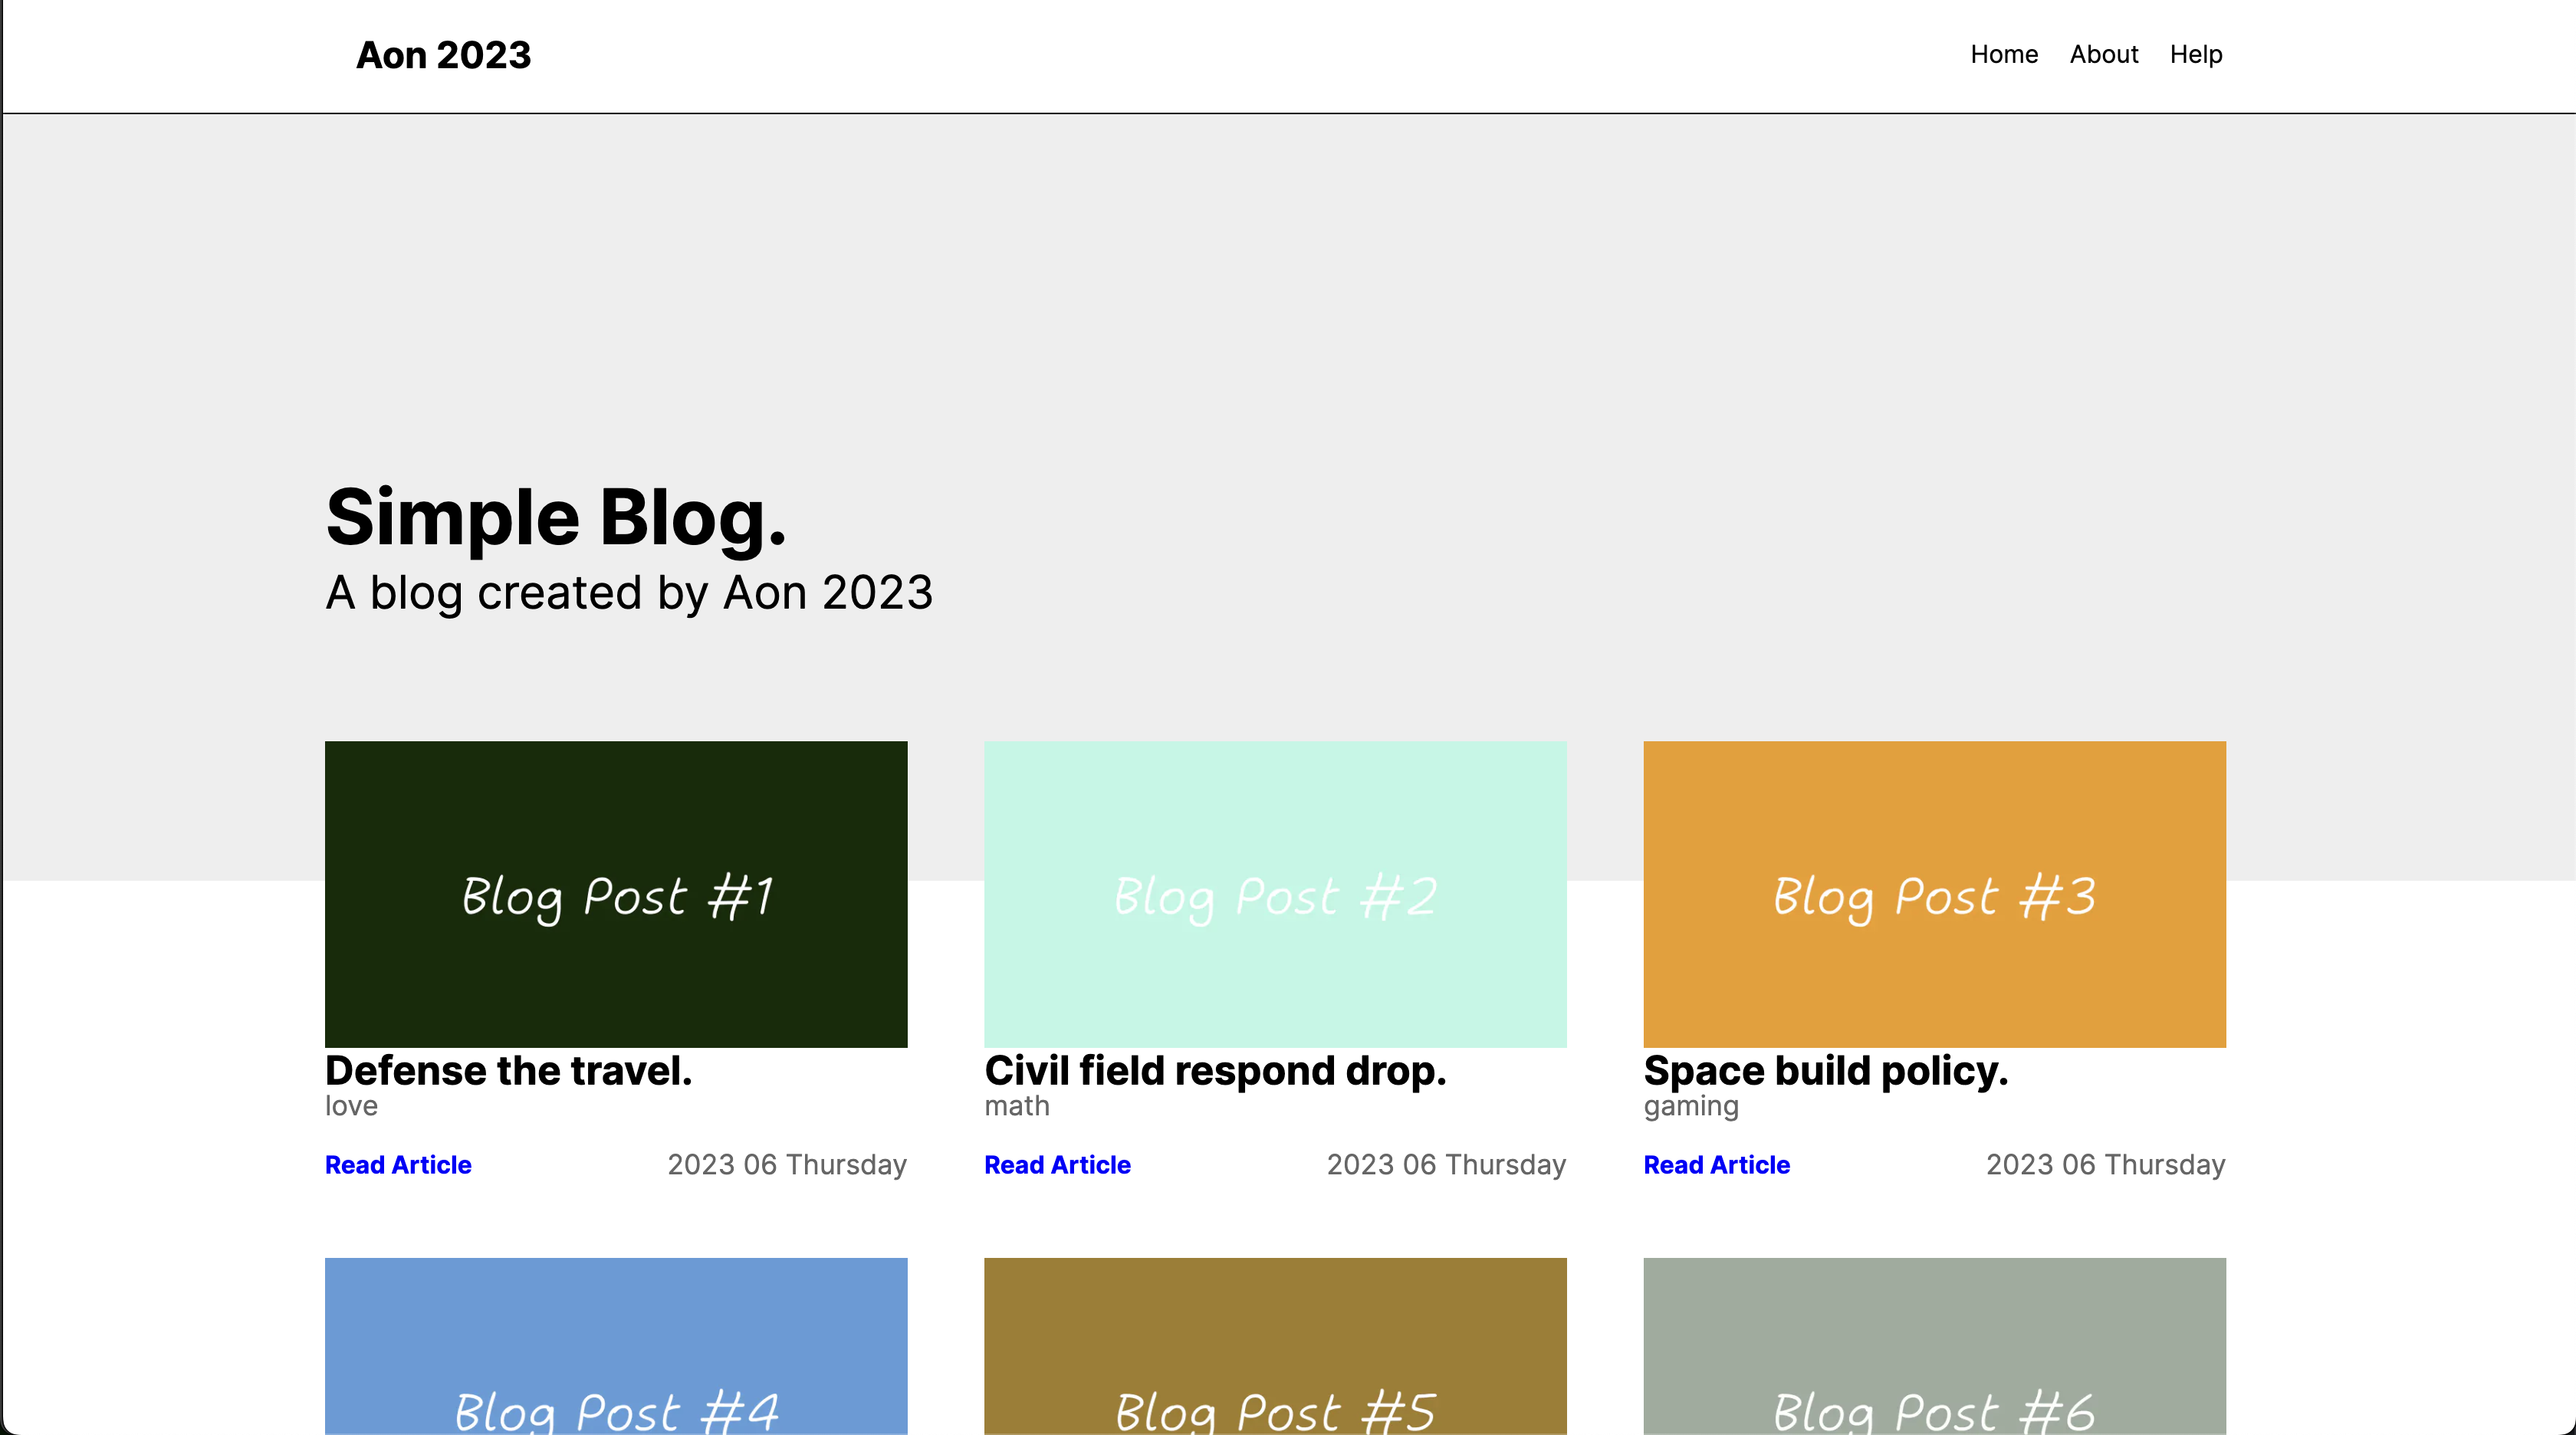 Aon 2023
Home About Help
Simple Blog.
A blog created by Aon 2023
Blog Post #1
Blog Post #2
Blog Post #3
Defense the travel.
love
Read Article 2023 06 Thursday
Civil field respond drop.
math
Read Article 2023 06 Thursday
Space build policy.
gaming
Read Article 2023 06 Thursday
Blog Post #4
Blog Post #5
Blog Post #6